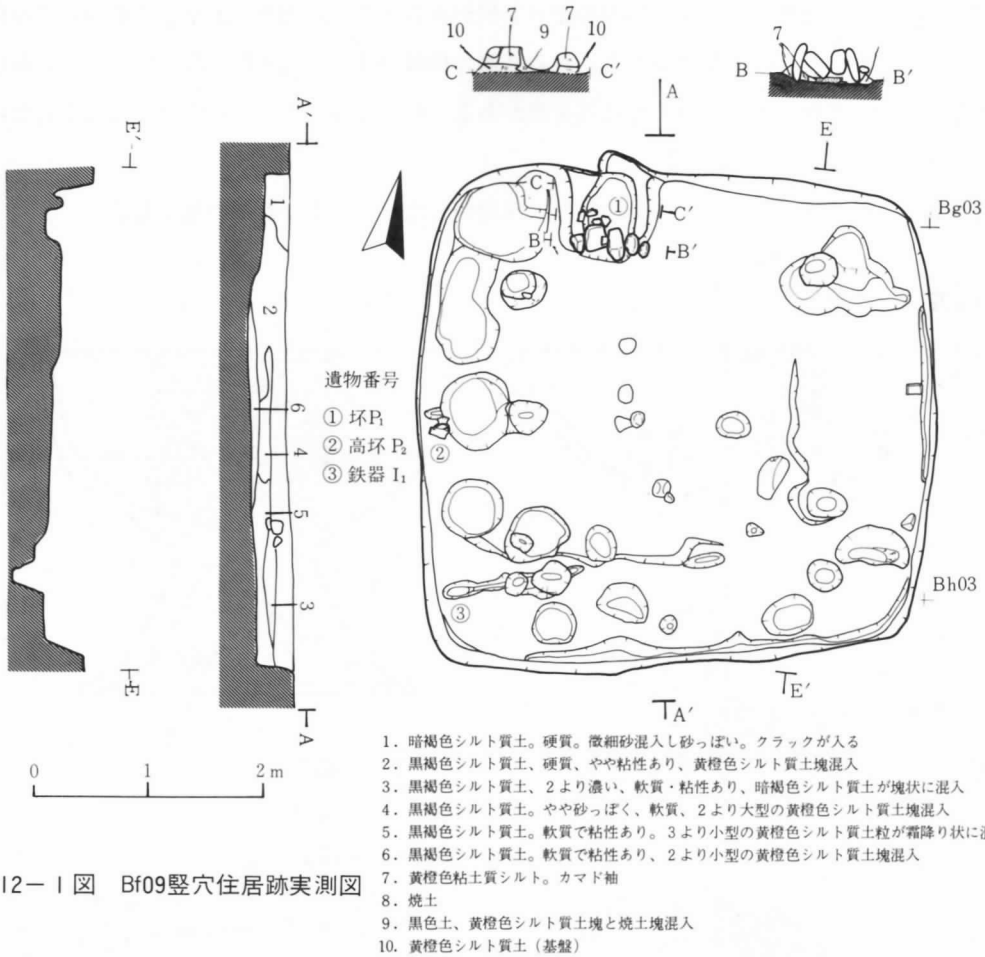 7 7
10 9 10
C C′
7
B B′
A
E
A′
E′
1
C
①
C′
B
B′
Bg03
2
遺物番号
① 坏P₁
② 高坏 P₂
③ 鉄器 I₁
6
4
5
3
②
③
Bh03
E
A
A′
E′
0 1 2 m
1. 暗褐色シルト質土。硬質。微細砂混入し砂っぽい。クラックが入る
2. 黒褐色シルト質土、硬質、やや粘性あり、黄橙色シルト質土塊混入
3. 黒褐色シルト質土、2より濃い、軟質・粘性あり、暗褐色シルト質土が塊状に混入
4. 黒褐色シルト質土。やや砂っぽく、軟質、2より大型の黄橙色シルト質土塊混入
5. 黒褐色シルト質土。軟質で粘性あり。3より小型の黄橙色シルト質土粒が霜降り状に
6. 黒褐色シルト質土。軟質で粘性あり、2より小型の黄橙色シルト質土塊混入
7. 黄橙色粘土質シルト。カマド袖
8. 焼土
9. 黒色土、黄橙色シルト質土塊と焼土塊混入
10. 黄橙色シルト質土（基盤）
12－1図 Bf09竪穴住居跡実測図